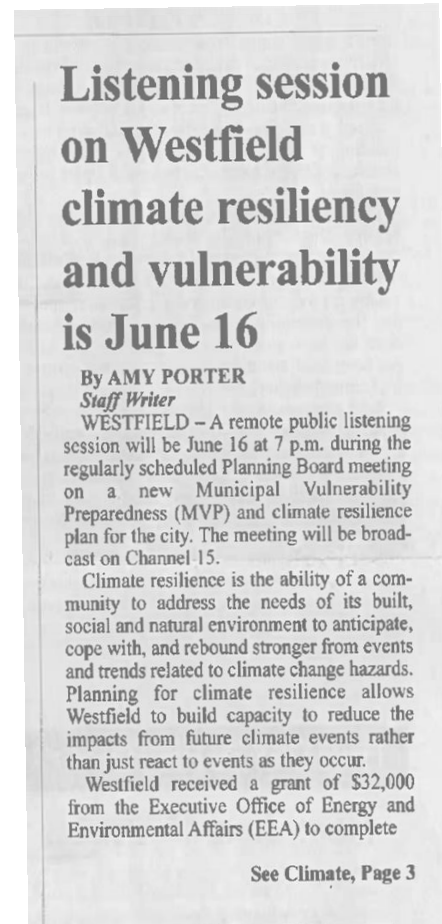 Listening session
on Westfield
climate resiliency
and vulnerability
is June 16
By AMY PORTER
Staff Writer
WESTFIELD – A remote public listening
session will be June 16 at 7 p.m. during the
regularly scheduled Planning Board meeting
on a new Municipal Vulnerability
Preparedness (MVP) and climate resilience
plan for the city. The meeting will be broad-
cast on Channel 15.
Climate resilience is the ability of a com-
munity to address the needs of its built,
social and natural environment to anticipate,
cope with, and rebound stronger from events
and trends related to climate change hazards.
Planning for climate resilience allows
Westfield to build capacity to reduce the
impacts from future climate events rather
than just react to events as they occur.
Westfield received a grant of $32,000
from the Executive Office of Energy and
Environmental Affairs (EEA) to complete
See Climate, Page 3